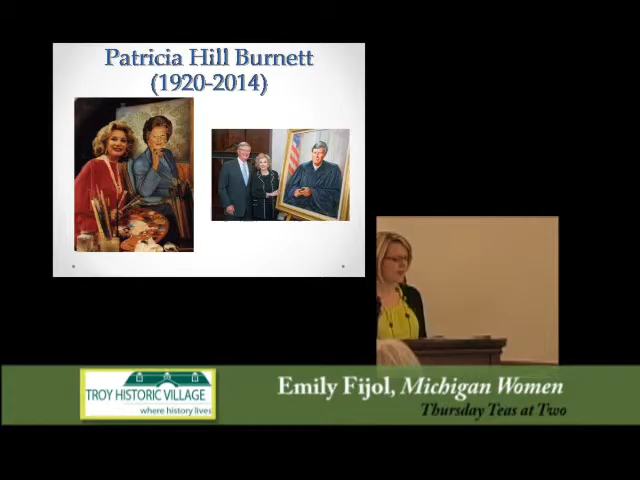 Patricia Hill Burnett
(1920-2014)
TROY HISTORIC VILLAGE
where history lives
Emily Fijol, Michigan Women
Thursday Teas at Two